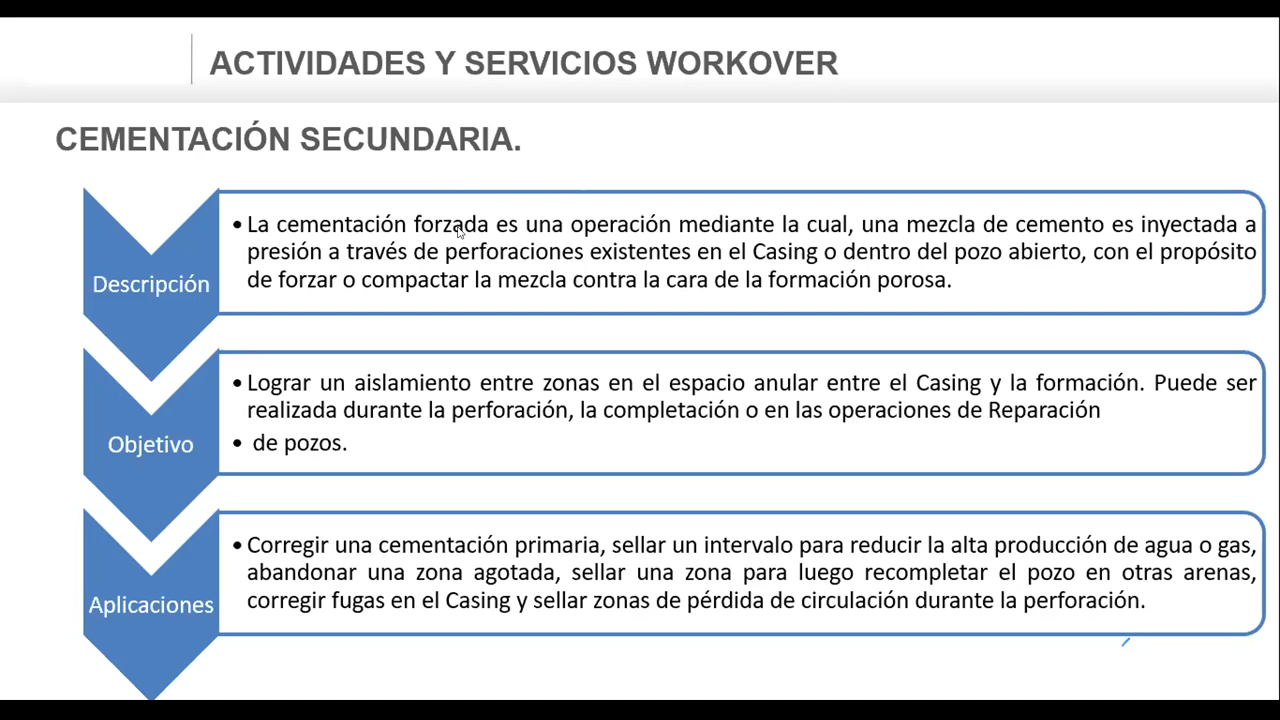 ACTIVIDADES Y SERVICIOS WORKOVER
CEMENTACIÓN SECUNDARIA.
Descripción
• La cementación forzada es una operación mediante la cual, una mezcla de cemento es inyectada a
presión a través de perforaciones existentes en el Casing o dentro del pozo abierto, con el propósito
de forzar o compactar la mezcla contra la cara de la formación porosa.
Objetivo
• Lograr un aislamiento entre zonas en el espacio anular entre el Casing y la formación. Puede ser
realizada durante la perforación, la completación o en las operaciones de Reparación
• de pozos.
Aplicaciones
• Corregir una cementación primaria, sellar un intervalo para reducir la alta producción de agua o gas,
abandonar una zona agotada, sellar una zona para luego recompletar el pozo en otras arenas,
corregir fugas en el Casing y sellar zonas de pérdida de circulación durante la perforación.